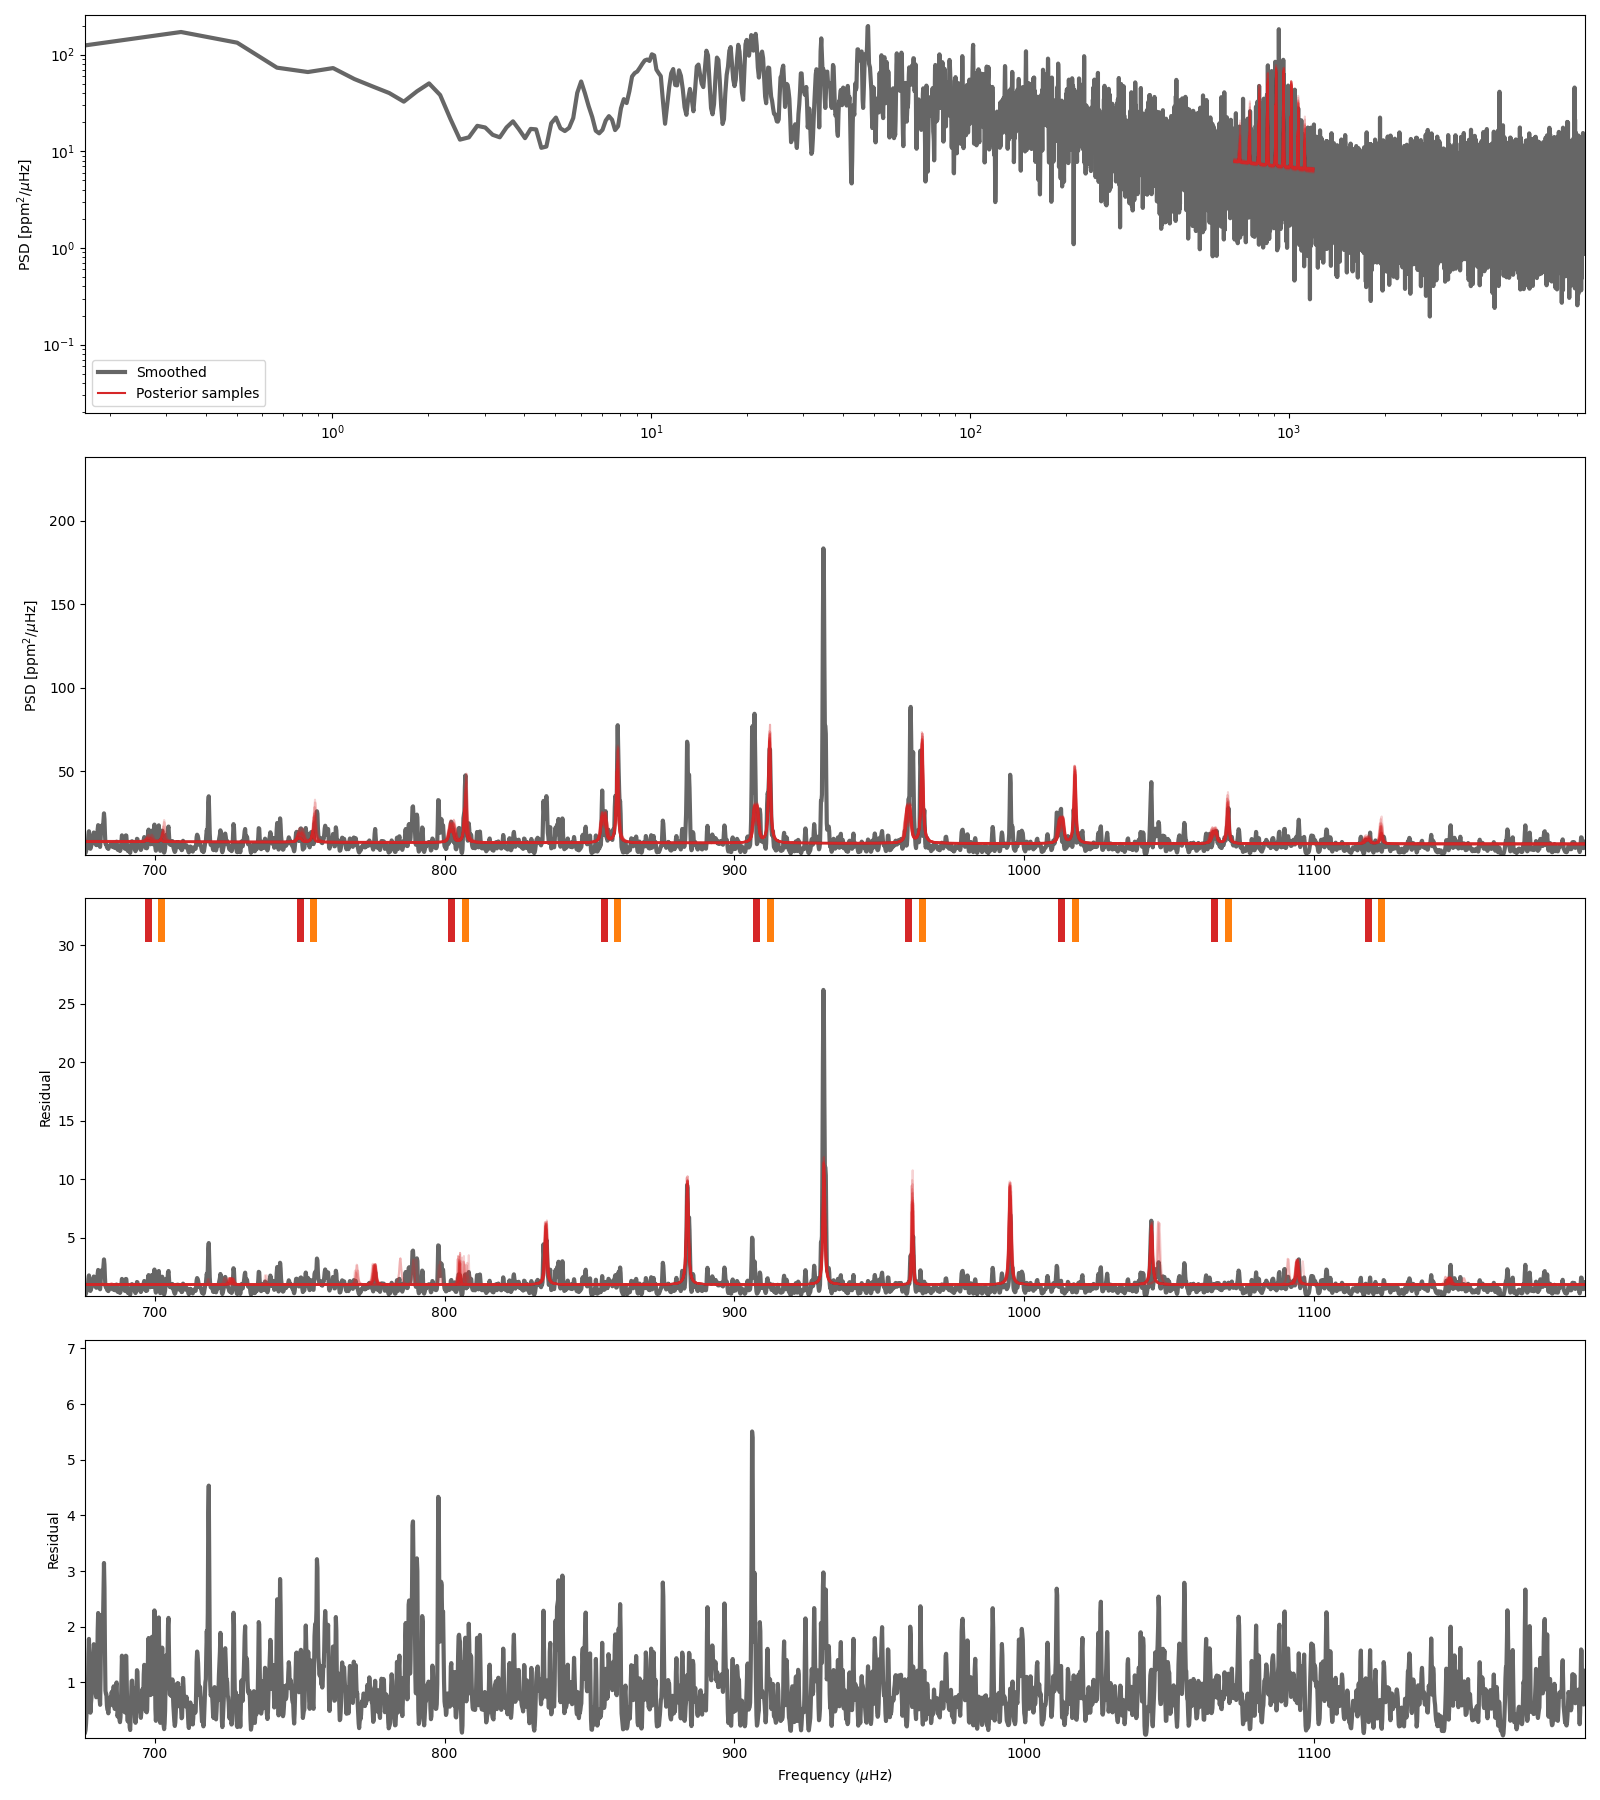 PSD [ppm²/μHz]
10²
10¹
10⁰
10⁻¹
Smoothed
Posterior samples
10⁰ 10¹ 10² 10³
PSD [ppm²/μHz]
200
150
100
50
700 800 900 1000 1100
Residual
30
25
20
15
10
5
700 800 900 1000 1100
Residual
7
6
5
4
3
2
1
700 800 900 1000 1100
Frequency (μHz)